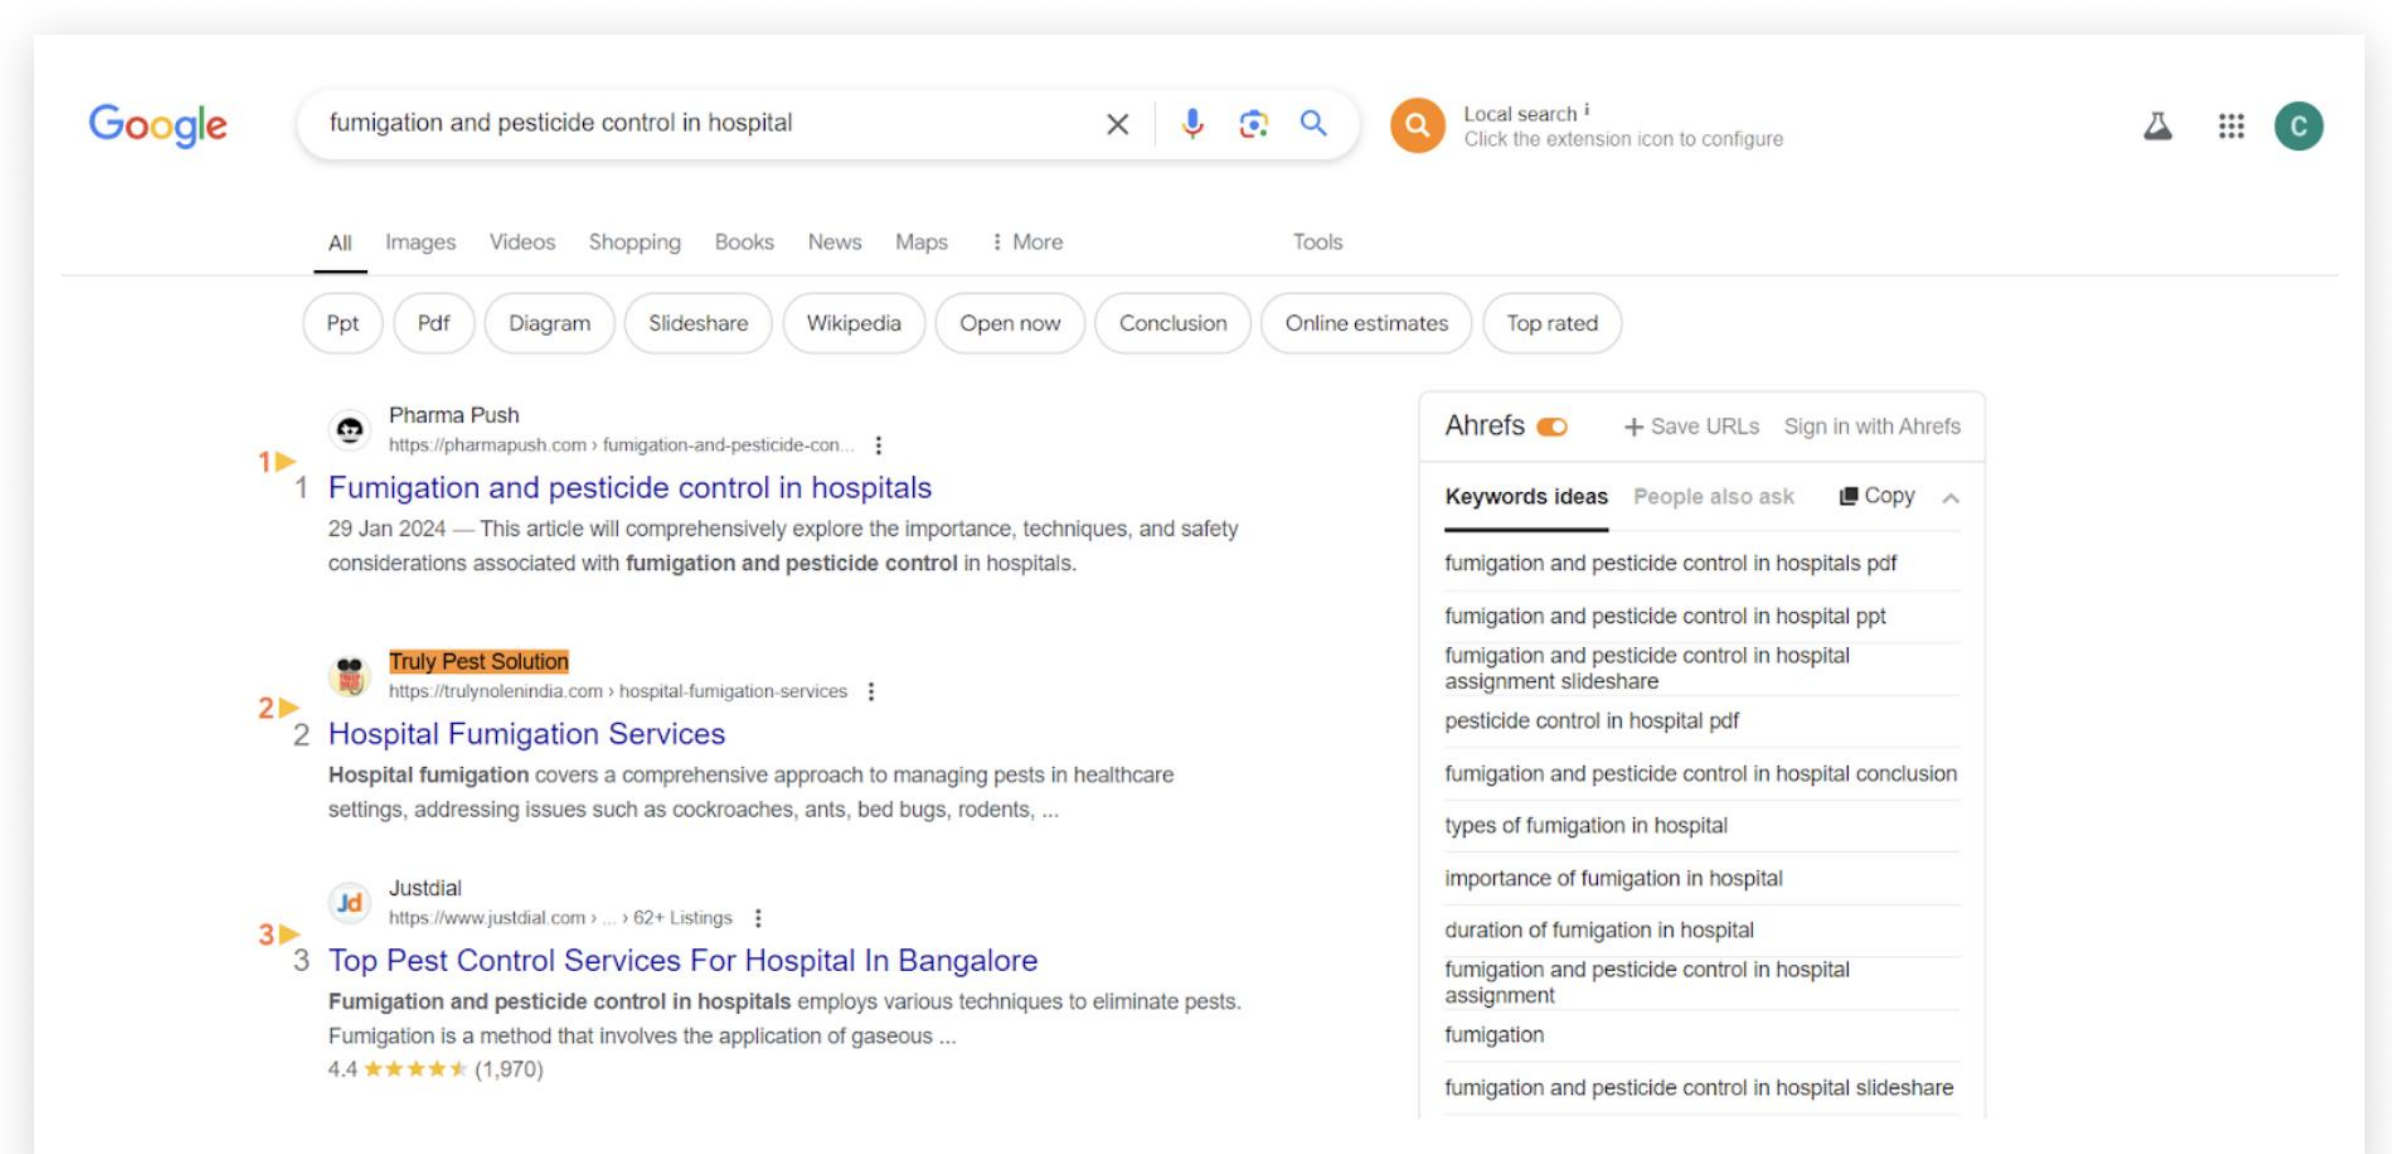 Google
fumigation and pesticide control in hospital
Local search i
Click the extension icon to configure
C
All Images Videos Shopping Books News Maps More Tools
Ppt Pdf Diagram Slideshare Wikipedia Open now Conclusion Online estimates Top rated
Pharma Push
https://pharmapush.com › fumigation-and-pesticide-con...
1
1 Fumigation and pesticide control in hospitals
29 Jan 2024 — This article will comprehensively explore the importance, techniques, and safety
considerations associated with fumigation and pesticide control in hospitals.
Truly Pest Solution
https://trulynolenindia.com › hospital-fumigation-services
2
2 Hospital Fumigation Services
Hospital fumigation covers a comprehensive approach to managing pests in healthcare
settings, addressing issues such as cockroaches, ants, bed bugs, rodents, ...
Jd
Justdial
https://www.justdial.com › ... › 62+ Listings
3
3 Top Pest Control Services For Hospital In Bangalore
Fumigation and pesticide control in hospitals employs various techniques to eliminate pests.
Fumigation is a method that involves the application of gaseous ...
4.4 ★★★★★ (1,970)
Ahrefs + Save URLs Sign in with Ahrefs
Keywords ideas People also ask Copy
fumigation and pesticide control in hospitals pdf
fumigation and pesticide control in hospital ppt
fumigation and pesticide control in hospital
assignment slideshare
pesticide control in hospital pdf
fumigation and pesticide control in hospital conclusion
types of fumigation in hospital
importance of fumigation in hospital
duration of fumigation in hospital
fumigation and pesticide control in hospital
assignment
fumigation
fumigation and pesticide control in hospital slideshare